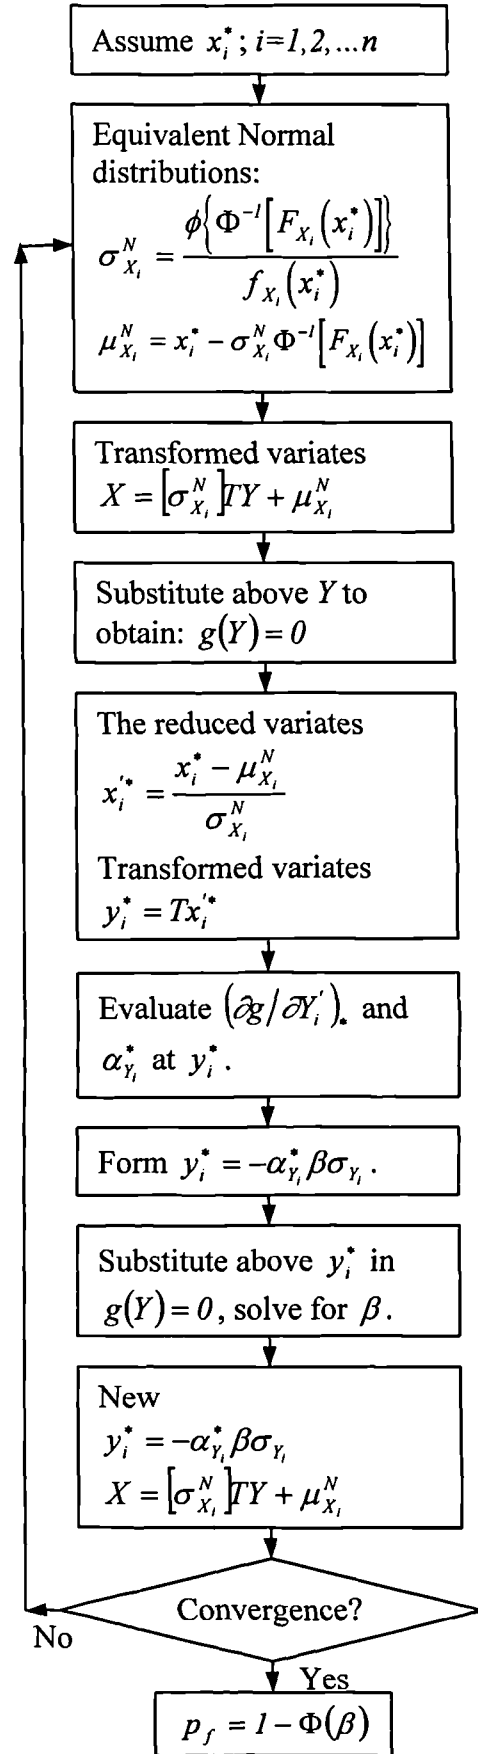 Assume x_i^*; i=1,2,...n
Equivalent Normal
distributions:
σ_{X_i}^N = φ{Φ^{-1}[F_{X_i}(x_i^*)]} / f_{X_i}(x_i^*)
μ_{X_i}^N = x_i^* − σ_{X_i}^N Φ^{-1}[F_{X_i}(x_i^*)]
Transformed variates
X = [σ_{X_i}^N]TY + μ_{X_i}^N
Substitute above Y to
obtain: g(Y) = 0
The reduced variates
x_i^{'*} = (x_i^* − μ_{X_i}^N) / σ_{X_i}^N
Transformed variates
y_i^* = Tx_i^{'*}
Evaluate (∂g/∂Y_i^')_* and
α_{Y_i}^* at y_i^*.
Form y_i^* = −α_{Y_i}^* βσ_{Y_i}.
Substitute above y_i^* in
g(Y) = 0, solve for β.
New
y_i^* = −α_{Y_i}^* βσ_{Y_i}
X = [σ_{X_i}^N]TY + μ_{X_i}^N
Convergence?
No
Yes
p_f = 1 − Φ(β)